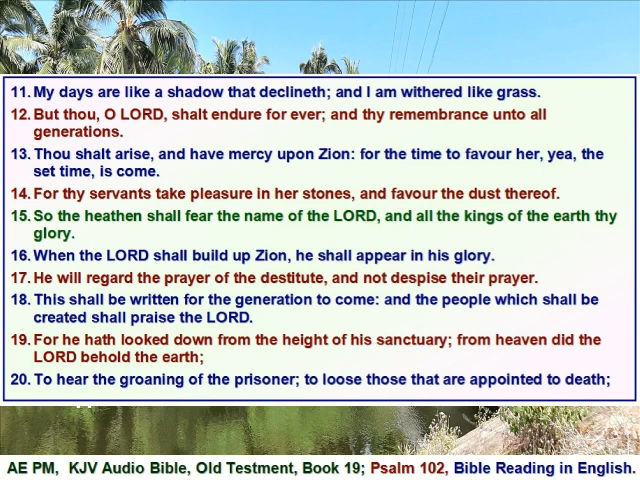 11. My days are like a shadow that declineth; and I am withered like grass.
12. But thou, O LORD, shalt endure for ever; and thy remembrance unto all
generations.
13. Thou shalt arise, and have mercy upon Zion: for the time to favour her, yea, the
set time, is come.
14. For thy servants take pleasure in her stones, and favour the dust thereof.
15. So the heathen shall fear the name of the LORD, and all the kings of the earth thy
glory.
16. When the LORD shall build up Zion, he shall appear in his glory.
17. He will regard the prayer of the destitute, and not despise their prayer.
18. This shall be written for the generation to come: and the people which shall be
created shall praise the LORD.
19. For he hath looked down from the height of his sanctuary; from heaven did the
LORD behold the earth;
20. To hear the groaning of the prisoner; to loose those that are appointed to death;
AE PM, KJV Audio Bible, Old Testment, Book 19; Psalm 102, Bible Reading in English.